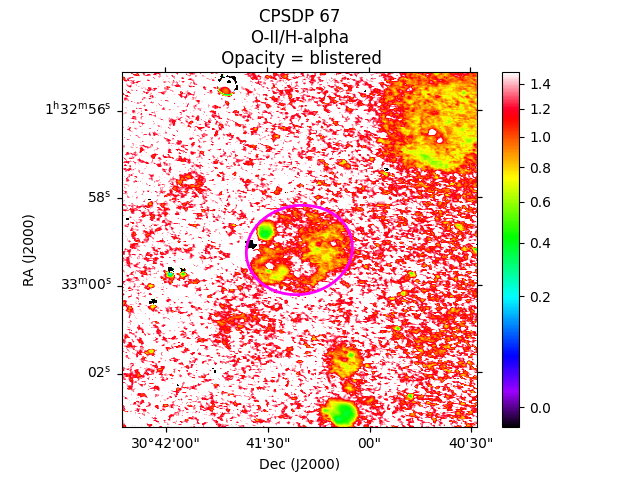 CPSDP 67
O-II/H-alpha
Opacity = blistered
1ʰ32ᵐ56ˢ
58ˢ
33ᵐ00ˢ
02ˢ
RA (J2000)
30°42'00"
41'30"
00"
40'30"
Dec (J2000)
1.4
1.2
1.0
0.8
0.6
0.4
0.2
0.0